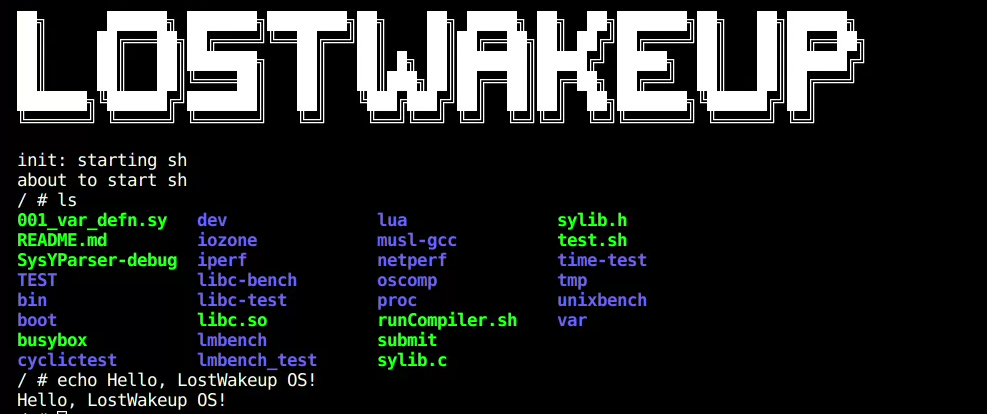 LOSTWAKEUP
init: starting sh
about to start sh
/ # ls
001_var_defn.sy   dev            lua              sylib.h
README.md         iozone         musl-gcc         test.sh
SysYParser-debug  iperf          netperf          time-test
TEST              libc-bench     oscomp           tmp
bin               libc-test      proc             unixbench
boot              libc.so        runCompiler.sh   var
busybox           lmbench        submit
cyclictest        lmbench_test   sylib.c
/ # echo Hello, LostWakeup OS!
Hello, LostWakeup OS!
/ #